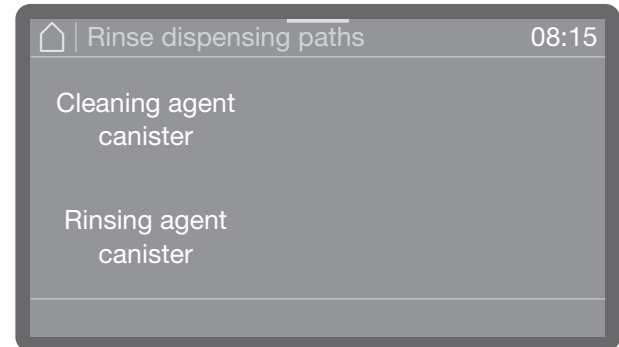 Rinse dispensing paths 08:15
Cleaning agent
canister
Rinsing agent
canister